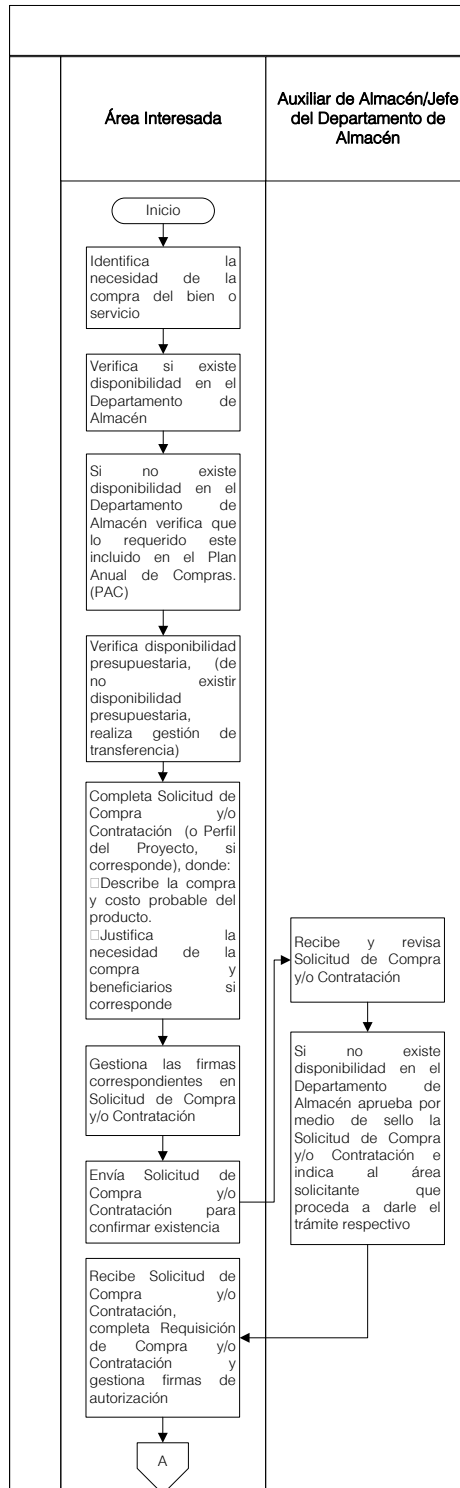 Área Interesada
Auxiliar de Almacén/Jefe
del Departamento de
Almacén
Inicio
Identifica la
necesidad de la
compra del bien o
servicio
Verifica si existe
disponibilidad en el
Departamento de
Almacén
Si no existe
disponibilidad en el
Departamento de
Almacén verifica que
lo requerido este
incluido en el Plan
Anual de Compras.
(PAC)
Verifica disponibilidad
presupuestaria, (de
no existir
disponibilidad
presupuestaria,
realiza gestión de
transferencia)
Completa Solicitud de
Compra y/o
Contratación (o Perfil
del Proyecto, si
corresponde), donde:
□Describe la compra
y costo probable del
producto.
□Justifica la
necesidad de la
compra y
beneficiarios si
corresponde
Gestiona las firmas
correspondientes en
Solicitud de Compra
y/o Contratación
Envía Solicitud de
Compra y/o
Contratación para
confirmar existencia
Recibe y revisa
Solicitud de Compra
y/o Contratación
Si no existe
disponibilidad en el
Departamento de
Almacén aprueba por
medio de sello la
Solicitud de Compra
y/o Contratación e
indica al área
solicitante que
proceda a darle el
trámite respectivo
Recibe Solicitud de
Compra y/o
Contratación,
completa Requisición
de Compra y/o
Contratación y
gestiona firmas de
autorización
A